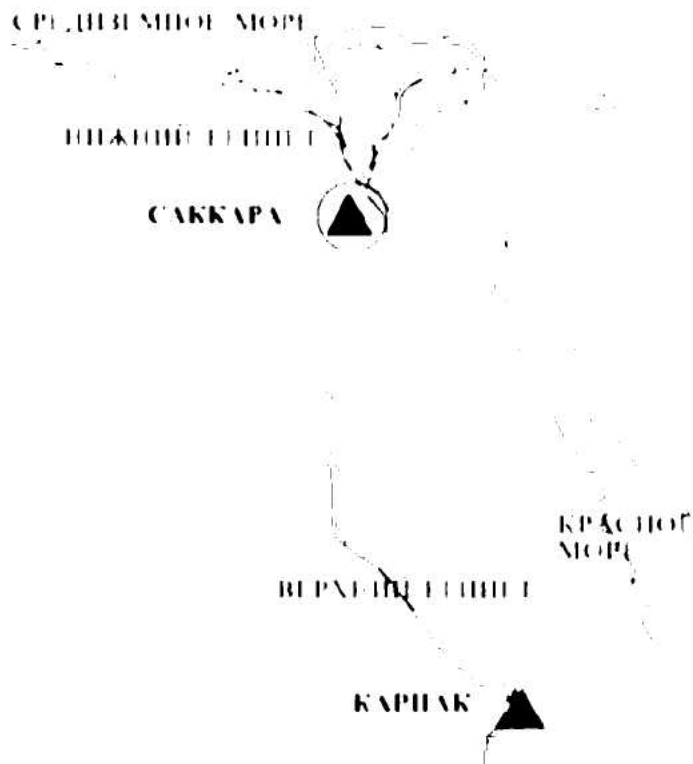 СРЕДИЗЕМНОЕ МОРЕ
НИЖНИЙ ЕГИПЕТ
САККАРА
КРАСНОЕ
МОРЕ
ВЕРХНИЙ ЕГИПЕТ
КАРНАК